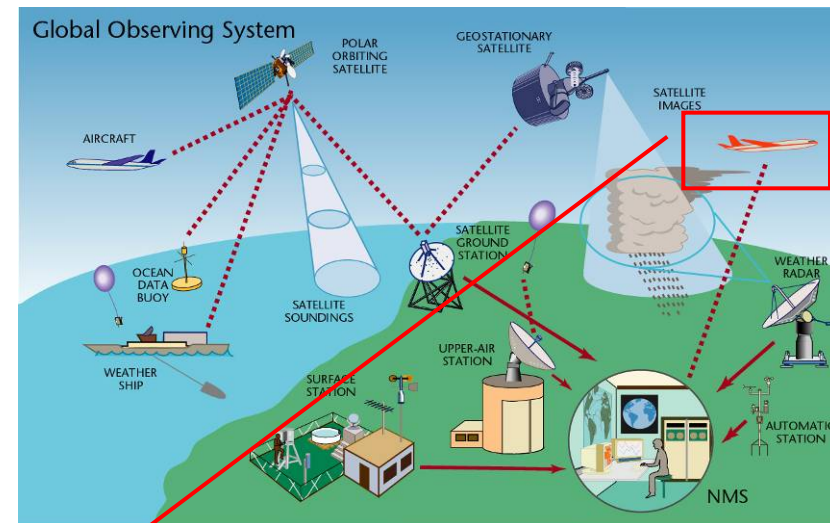 Global Observing System
POLAR
ORBITING
SATELLITE
GEOSTATIONARY
SATELLITE
SATELLITE
IMAGES
AIRCRAFT
OCEAN
DATA
BUOY
SATELLITE
SOUNDINGS
SATELLITE
GROUND
STATION
WEATHER
RADAR
WEATHER
SHIP
SURFACE
STATION
UPPER-AIR
STATION
AUTOMATIC
STATION
NMS